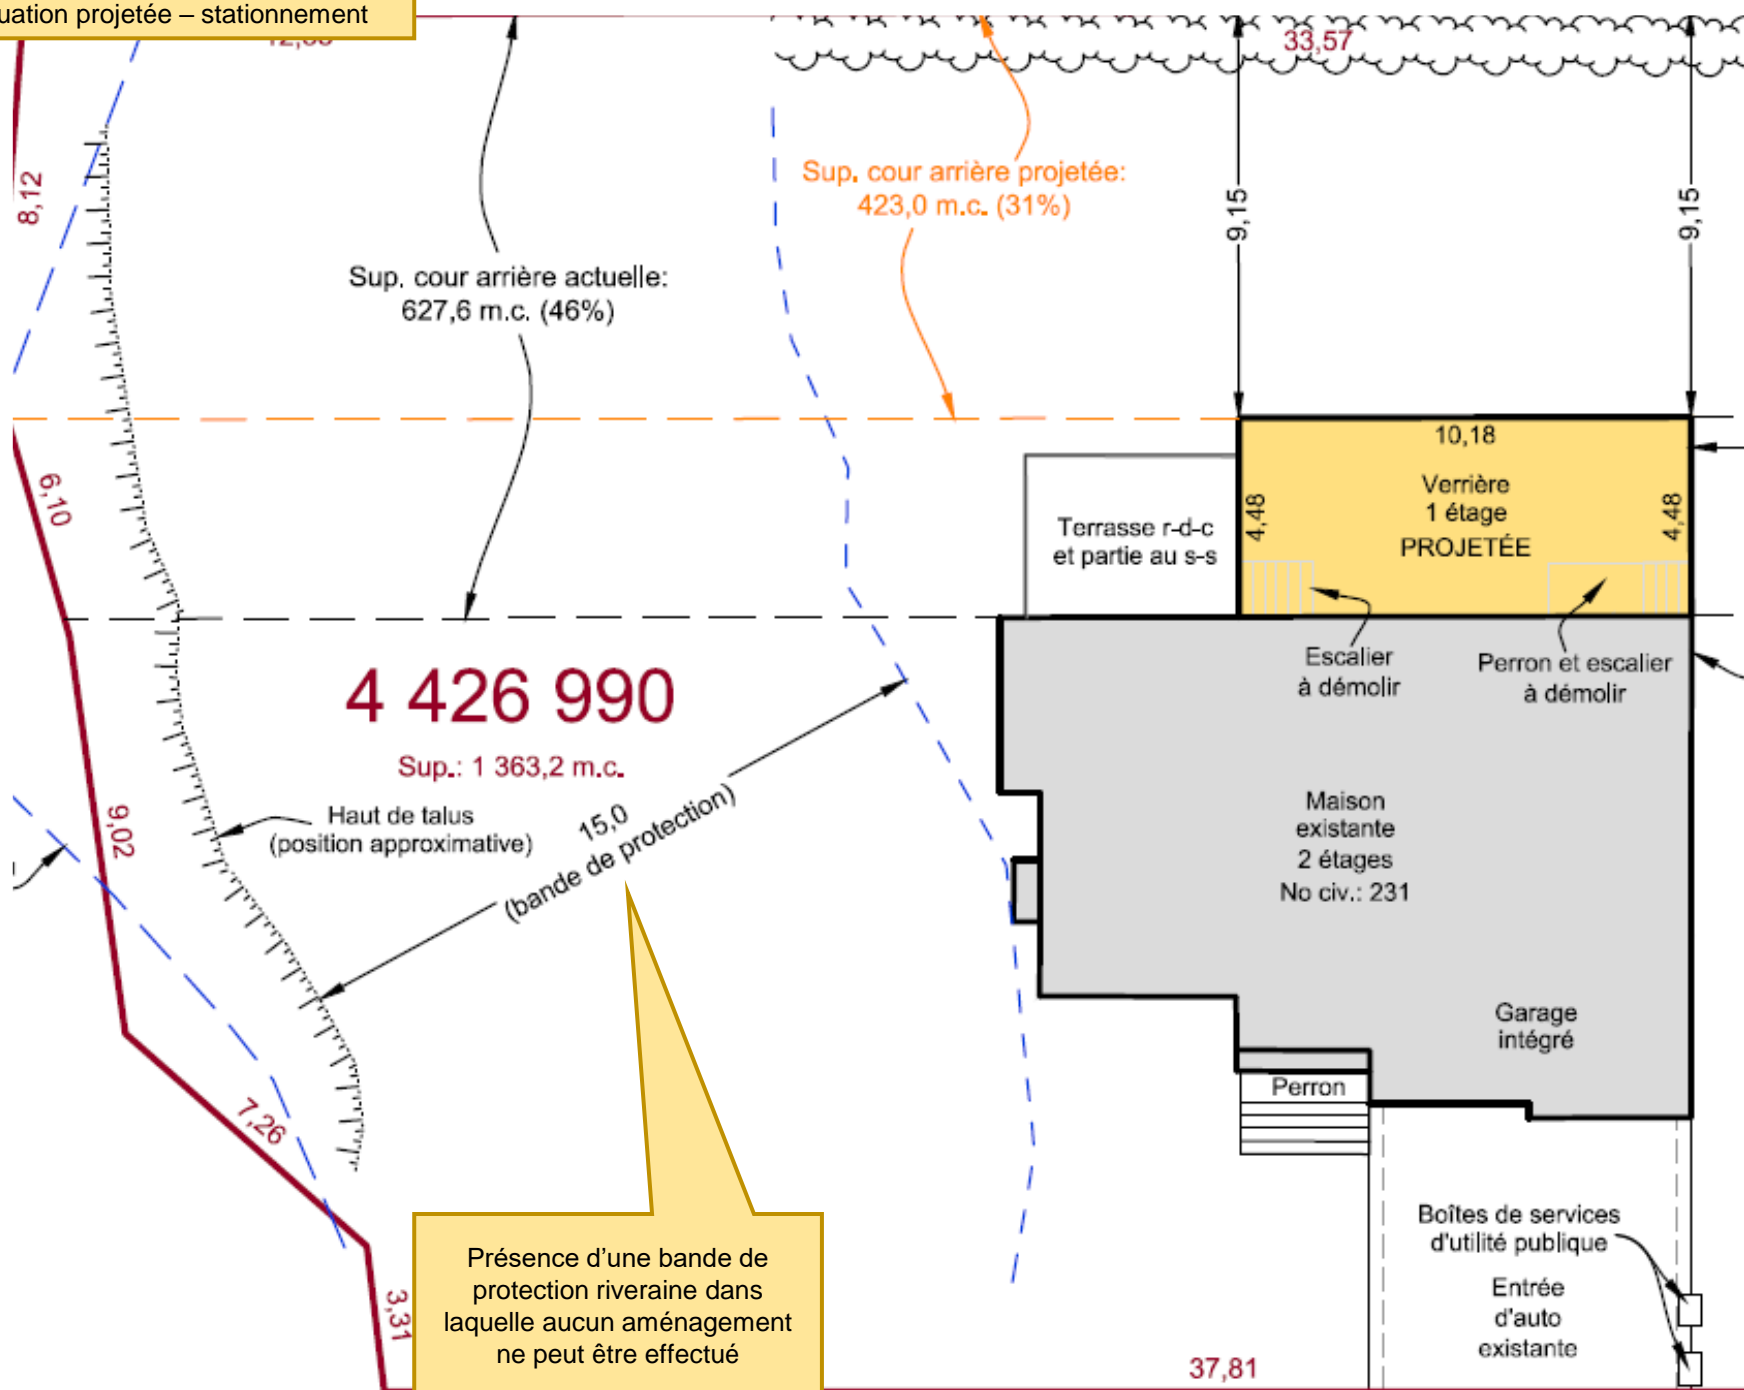 uation projetée – stationnement
33,57
8,12
Sup. cour arrière projetée:
423,0 m.c. (31%)
9,15
9,15
Sup. cour arrière actuelle:
627,6 m.c. (46%)
10,18
Verrière
1 étage
PROJETÉE
4,48
4,48
6,10
Terrasse r-d-c
et partie au s-s
Escalier
à démolir
Perron et escalier
à démolir
4 426 990
Sup.: 1 363,2 m.c.
Haut de talus
(position approximative)
15,0
(bande de protection)
9,02
Maison
existante
2 étages
No civ.: 231
Garage
intégré
Perron
7,26
Boîtes de services
d'utilité publique
Entrée
d'auto
existante
3,31
Présence d'une bande de
protection riveraine dans
laquelle aucun aménagement
ne peut être effectué
37,81